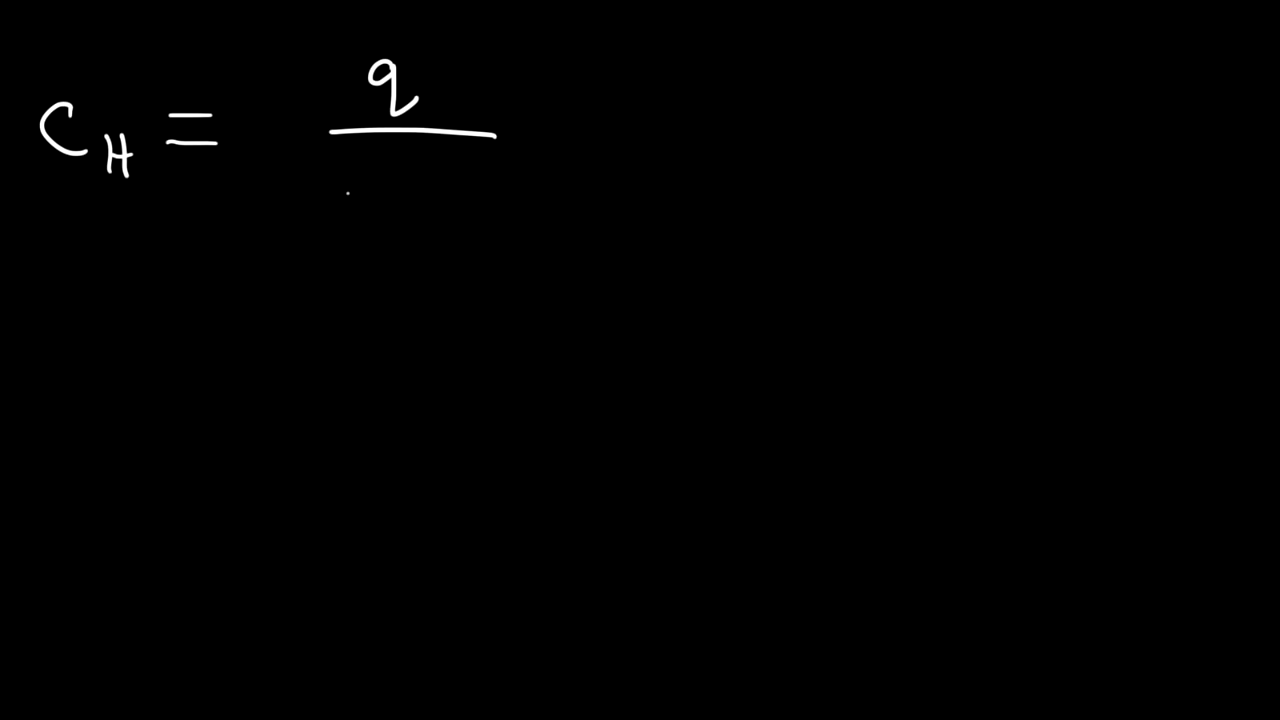 q
C_H =